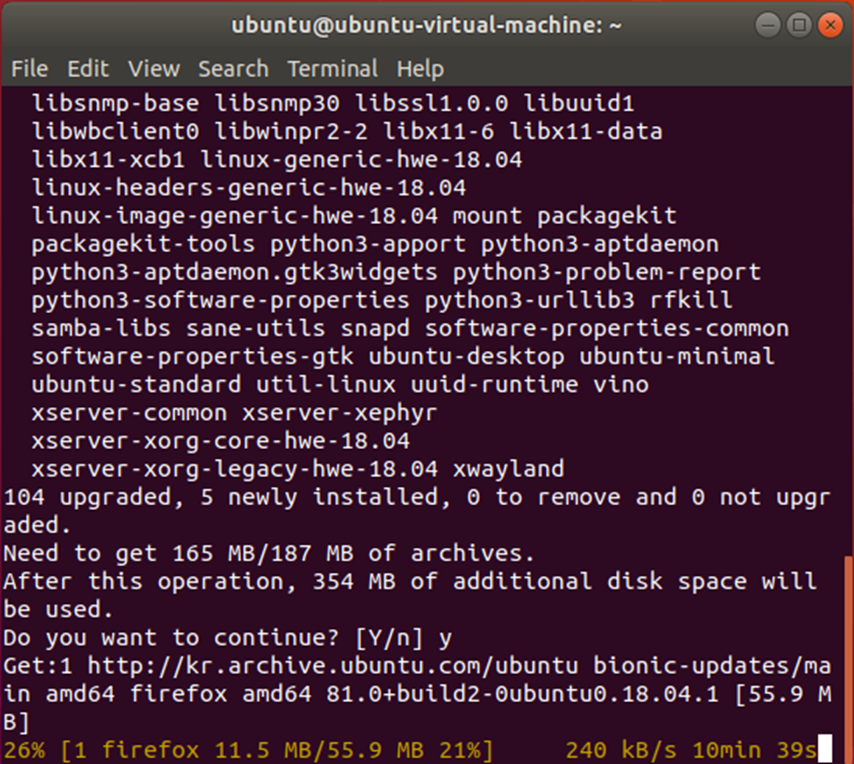 ubuntu@ubuntu-virtual-machine: ~
File Edit View Search Terminal Help
libsnmp-base libsnmp30 libssl1.0.0 libuuid1
libwbclient0 libwinpr2-2 libx11-6 libx11-data
libx11-xcb1 linux-generic-hwe-18.04
linux-headers-generic-hwe-18.04
linux-image-generic-hwe-18.04 mount packagekit
packagekit-tools python3-apport python3-aptdaemon
python3-aptdaemon.gtk3widgets python3-problem-report
python3-software-properties python3-urllib3 rfkill
samba-libs sane-utils snapd software-properties-common
software-properties-gtk ubuntu-desktop ubuntu-minimal
ubuntu-standard util-linux uuid-runtime vino
xserver-common xserver-xephyr
xserver-xorg-core-hwe-18.04
xserver-xorg-legacy-hwe-18.04 xwayland
104 upgraded, 5 newly installed, 0 to remove and 0 not upgr
aded.
Need to get 165 MB/187 MB of archives.
After this operation, 354 MB of additional disk space will
be used.
Do you want to continue? [Y/n] y
Get:1 http://kr.archive.ubuntu.com/ubuntu bionic-updates/ma
in amd64 firefox amd64 81.0+build2-0ubuntu0.18.04.1 [55.9 M
B]
26% [1 firefox 11.5 MB/55.9 MB 21%] 240 kB/s 10min 39s